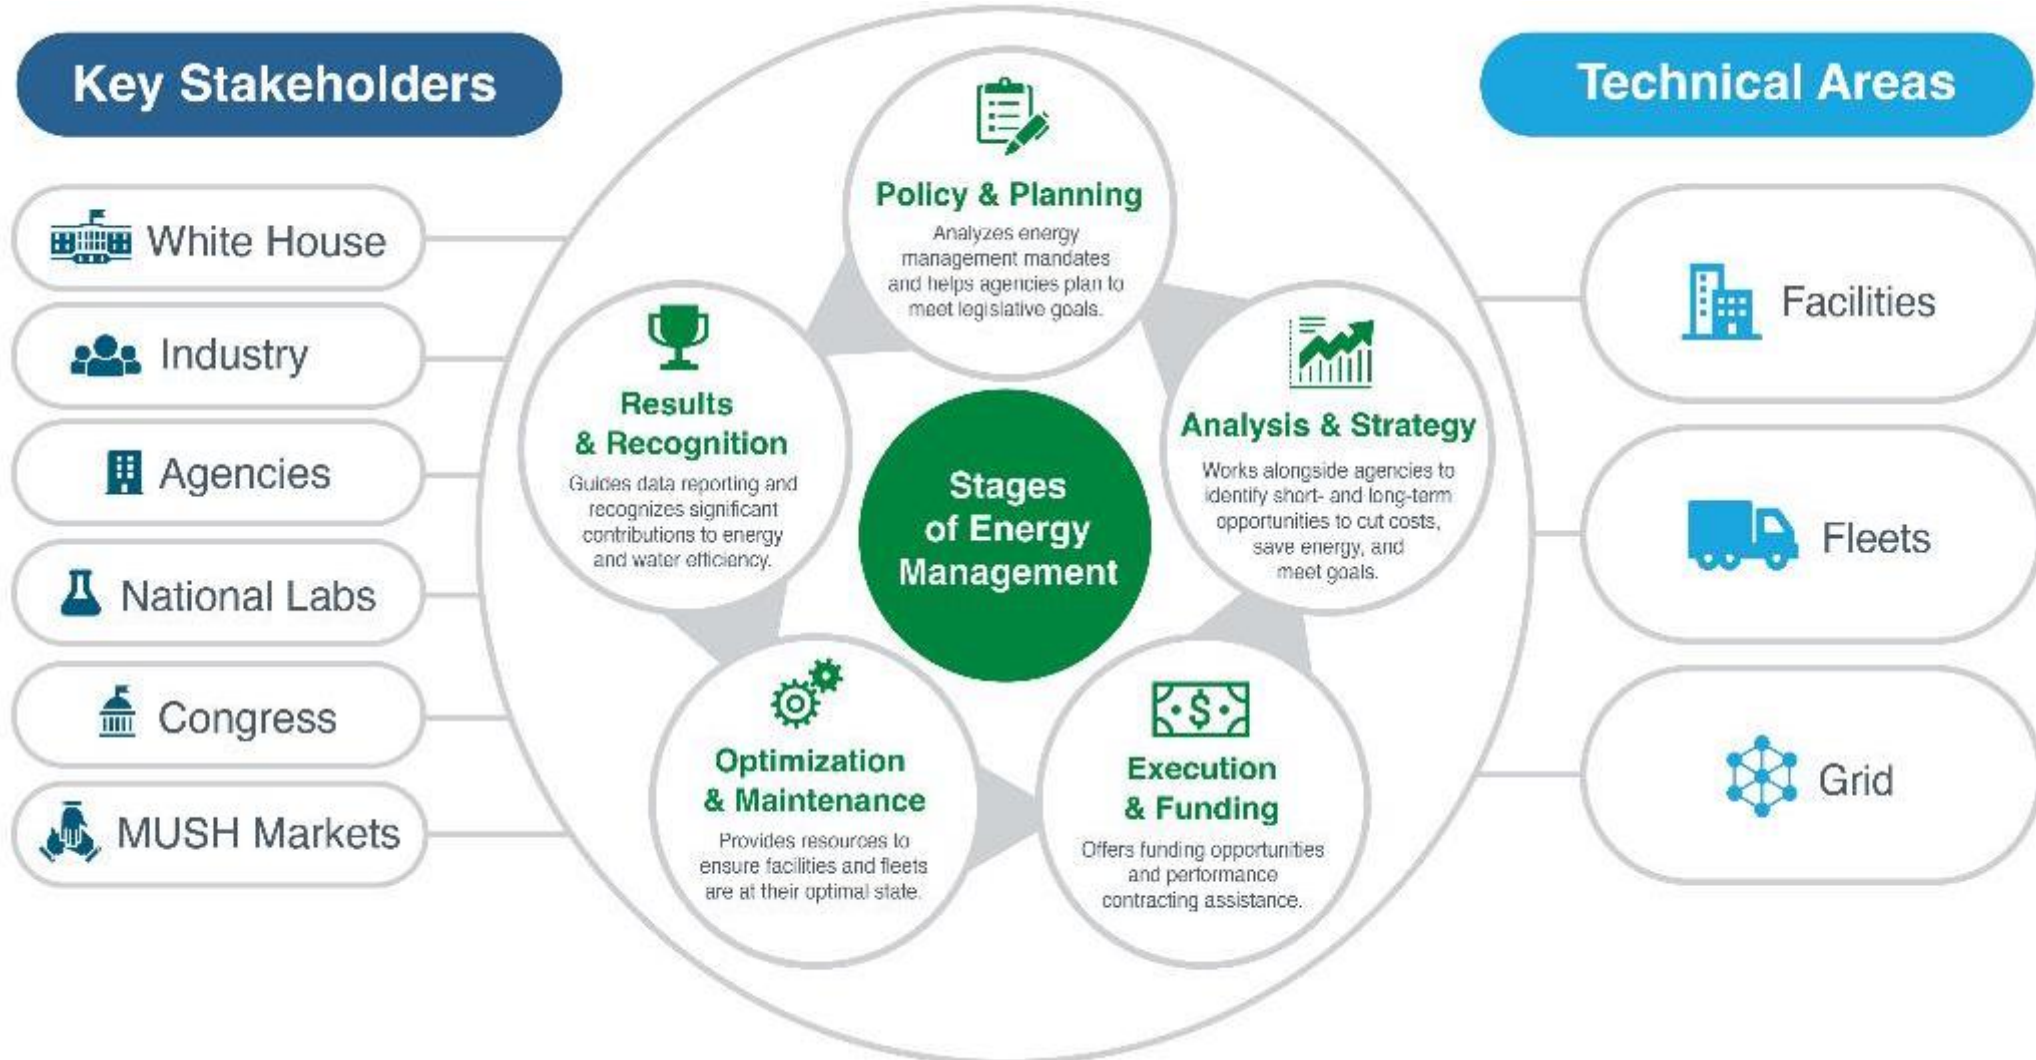 Key Stakeholders
White House
Industry
Agencies
National Labs
Congress
MUSH Markets
Policy & Planning
Analyzes energy
management mandates
and helps agencies plan to
meet legislative goals.
Analysis & Strategy
Works alongside agencies to
identify short- and long-term
opportunities to cut costs,
save energy, and
meet goals.
Execution
& Funding
Offers funding opportunities
and performance
contracting assistance.
Optimization
& Maintenance
Provides resources to
ensure facilities and fleets
are at their optimal state.
Results
& Recognition
Guides data reporting and
recognizes significant
contributions to energy
and water efficiency.
Stages
of Energy
Management
Technical Areas
Facilities
Fleets
Grid